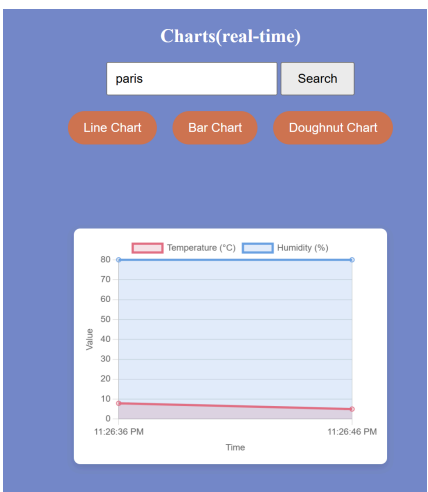 Charts(real-time)
paris Search
Line Chart Bar Chart Doughnut Chart
Temperature (°C) Humidity (%)
80
70
60
50
40
30
20
10
0
Value
11:26:36 PM 11:26:46 PM
Time